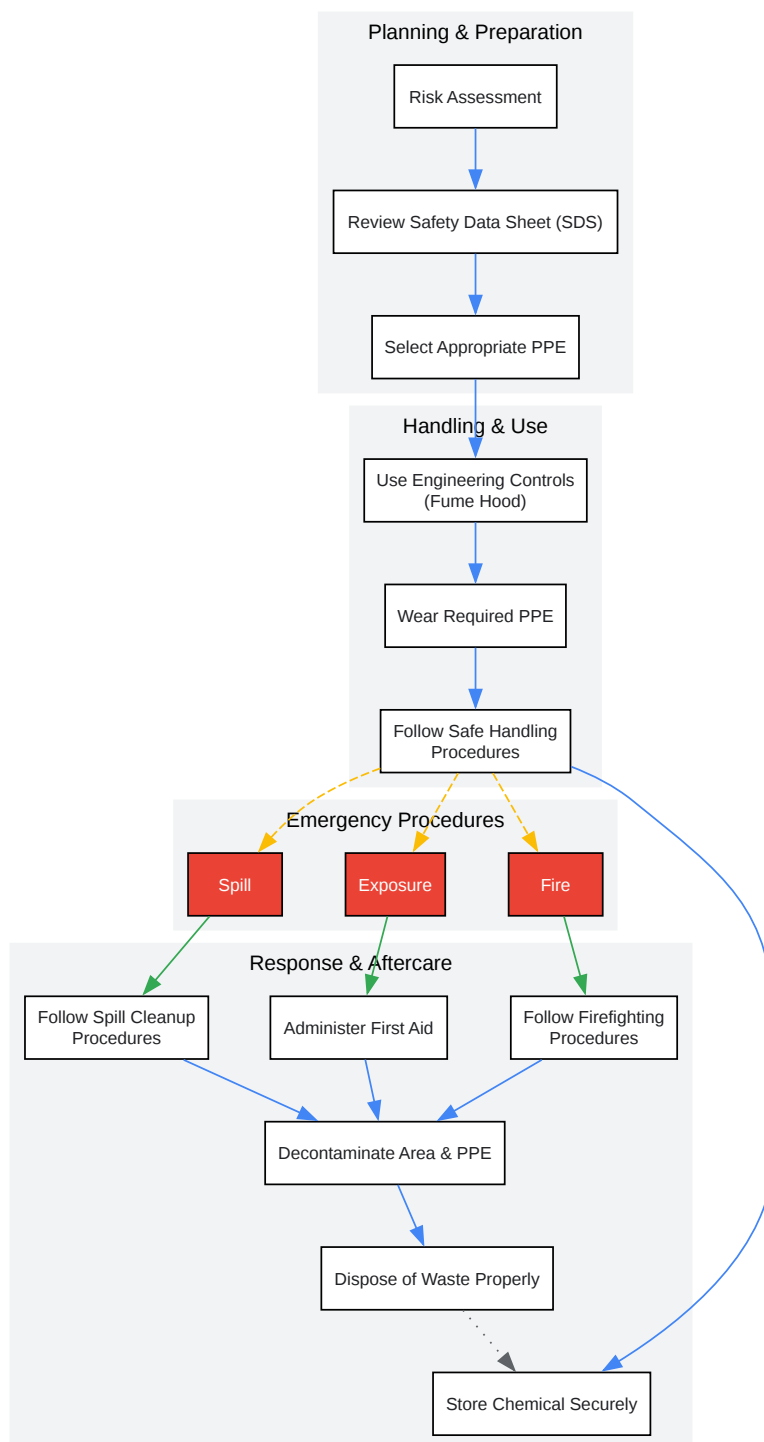 Planning & Preparation
Risk Assessment
Review Safety Data Sheet (SDS)
Select Appropriate PPE
Handling & Use
Use Engineering Controls
(Fume Hood)
Wear Required PPE
Follow Safe Handling
Procedures
Emergency Procedures
Spill
Exposure
Fire
Response & Aftercare
Follow Spill Cleanup
Procedures
Administer First Aid
Follow Firefighting
Procedures
Decontaminate Area & PPE
Dispose of Waste Properly
Store Chemical Securely